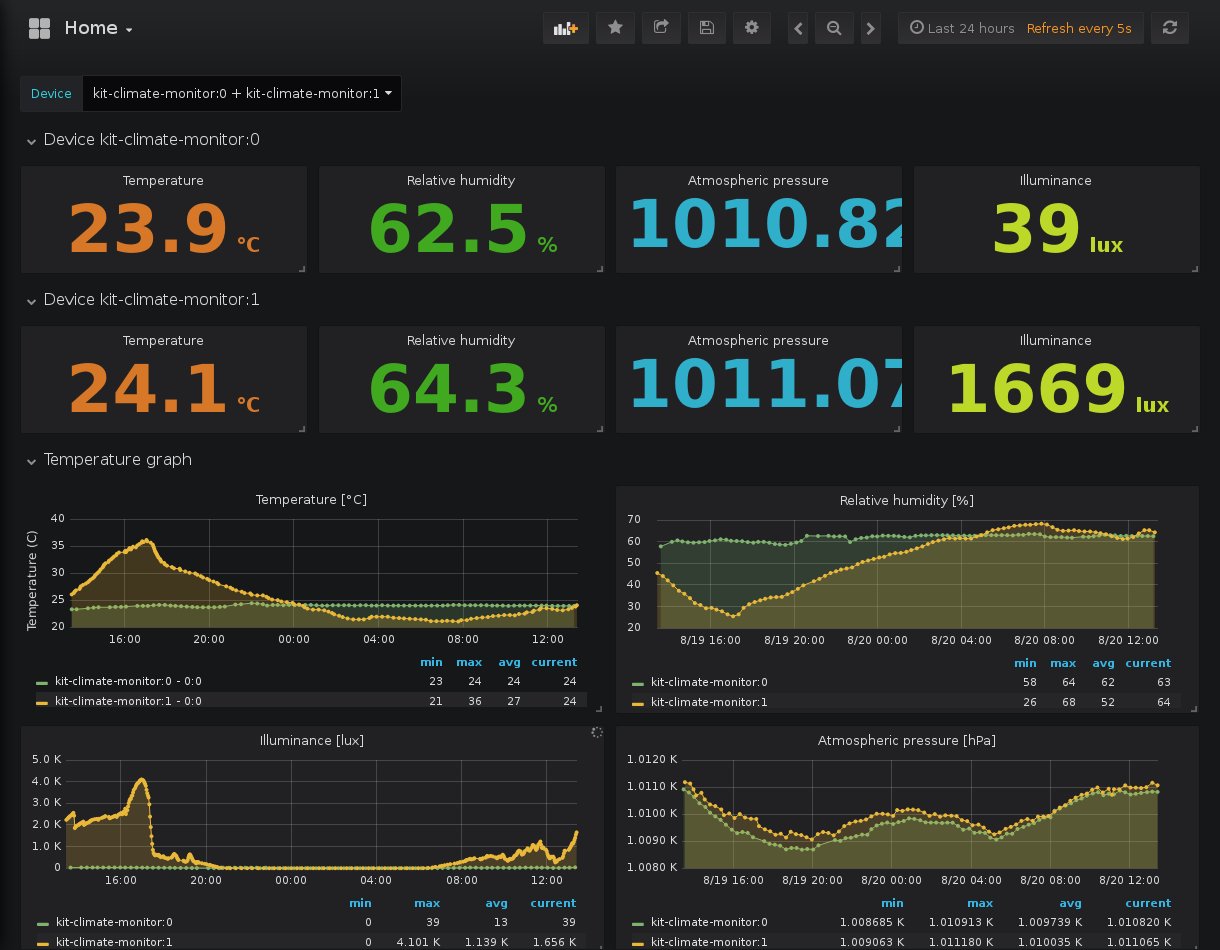 Home
Last 24 hours Refresh every 5s
Device kit-climate-monitor:0 + kit-climate-monitor:1
Device kit-climate-monitor:0
Temperature Relative humidity Atmospheric pressure Illuminance
23.9 °C 62.5 % 1010.82 39 lux
Device kit-climate-monitor:1
Temperature Relative humidity Atmospheric pressure Illuminance
24.1 °C 64.3 % 1011.07 1669 lux
Temperature graph
Temperature [°C]
Temperature (C)
40
35
30
25
20
16:00 20:00 00:00 04:00 08:00 12:00
min max avg current
kit-climate-monitor:0 - 0:0 23 24 24 24
kit-climate-monitor:1 - 0:0 21 36 27 24
Relative humidity [%]
70
60
50
40
30
20
8/19 16:00 8/19 20:00 8/20 00:00 8/20 04:00 8/20 08:00 8/20 12:00
min max avg current
kit-climate-monitor:0 58 64 62 63
kit-climate-monitor:1 26 68 52 64
Illuminance [lux]
5.0 K
4.0 K
3.0 K
2.0 K
1.0 K
0
16:00 20:00 00:00 04:00 08:00 12:00
min max avg current
kit-climate-monitor:0 0 39 13 39
kit-climate-monitor:1 0 4.101 K 1.139 K 1.656 K
Atmospheric pressure [hPa]
1.0120 K
1.0110 K
1.0100 K
1.0090 K
1.0080 K
8/19 16:00 8/19 20:00 8/20 00:00 8/20 04:00 8/20 08:00 8/20 12:00
min max avg current
kit-climate-monitor:0 1.008685 K 1.010913 K 1.009739 K 1.010820 K
kit-climate-monitor:1 1.009063 K 1.011180 K 1.010035 K 1.011065 K